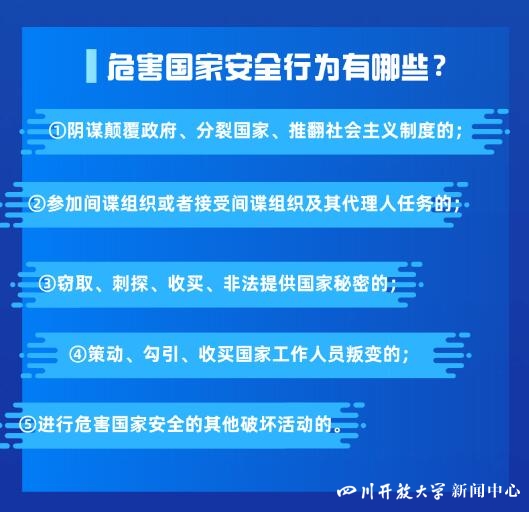 危害国家安全行为有哪些？
①阴谋颠覆政府、分裂国家、推翻社会主义制度的；
②参加间谍组织或者接受间谍组织及其代理人任务的；
③窃取、刺探、收买、非法提供国家秘密的；
④策动、勾引、收买国家工作人员叛变的；
⑤进行危害国家安全的其他破坏活动的。
四川开放大学 新闻中心